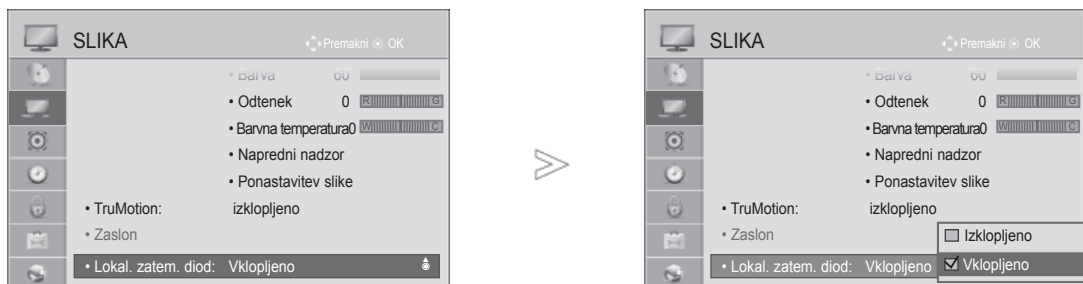 SLIKA Premakni OK
• Barva 60
• Odtenek 0 R G
• Barvna temperatura0 W C
• Napredni nadzor
• Ponastavitev slike
• TruMotion: izklopljeno
• Zaslon
• Lokal. zatem. diod: Vklopljeno
SLIKA Premakni OK
• Barva 60
• Odtenek 0 R G
• Barvna temperatura0 W C
• Napredni nadzor
• Ponastavitev slike
• TruMotion: izklopljeno
• Zaslon
Izklopljeno
• Lokal. zatem. diod: Vklopljeno
Vklopljeno